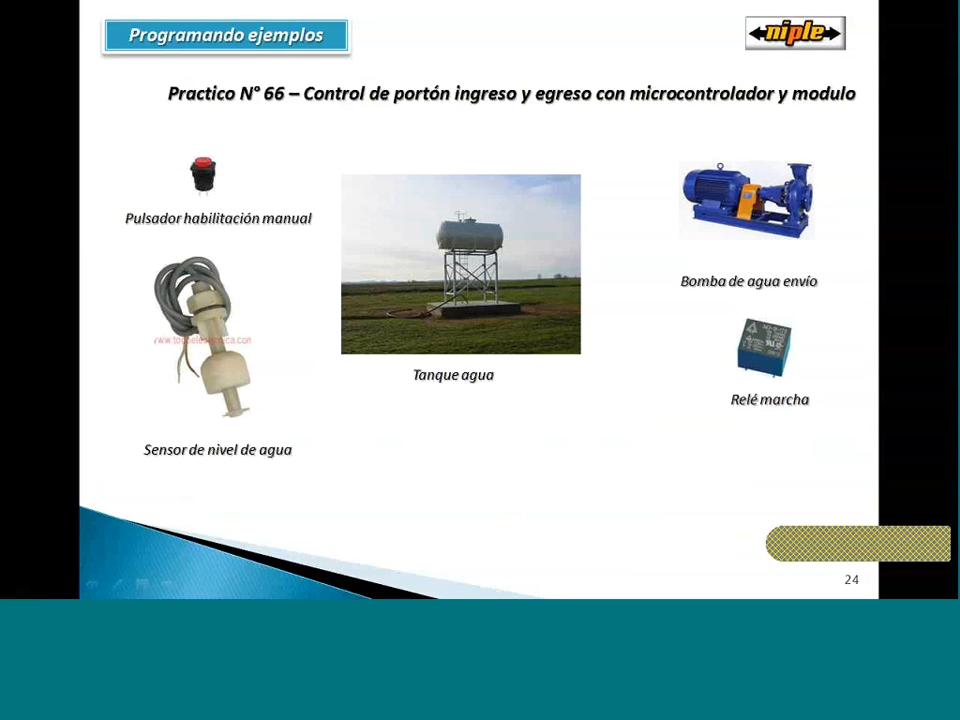 Programando ejemplos
niple
Practico N° 66 – Control de portón ingreso y egreso con microcontrolador y modulo
Pulsador habilitación manual
Bomba de agua envío
Tanque agua
Relé marcha
Sensor de nivel de agua
24